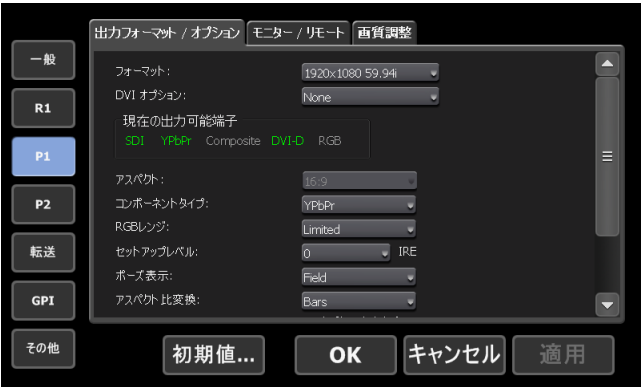 出力フォーマット / オプション モニター / リモート 画質調整
一般
R1
P1
P2
転送
GPI
その他
フォーマット: 1920x1080 59.94i
DVI オプション: None
現在の出力可能端子
SDI YPbPr Composite DVI-D RGB
アスペクト: 16:9
コンポーネントタイプ: YPbPr
RGBレンジ: Limited
セットアップレベル: 0 IRE
ポーズ表示: Field
アスペクト比変換: Bars
初期値... OK キャンセル 適用